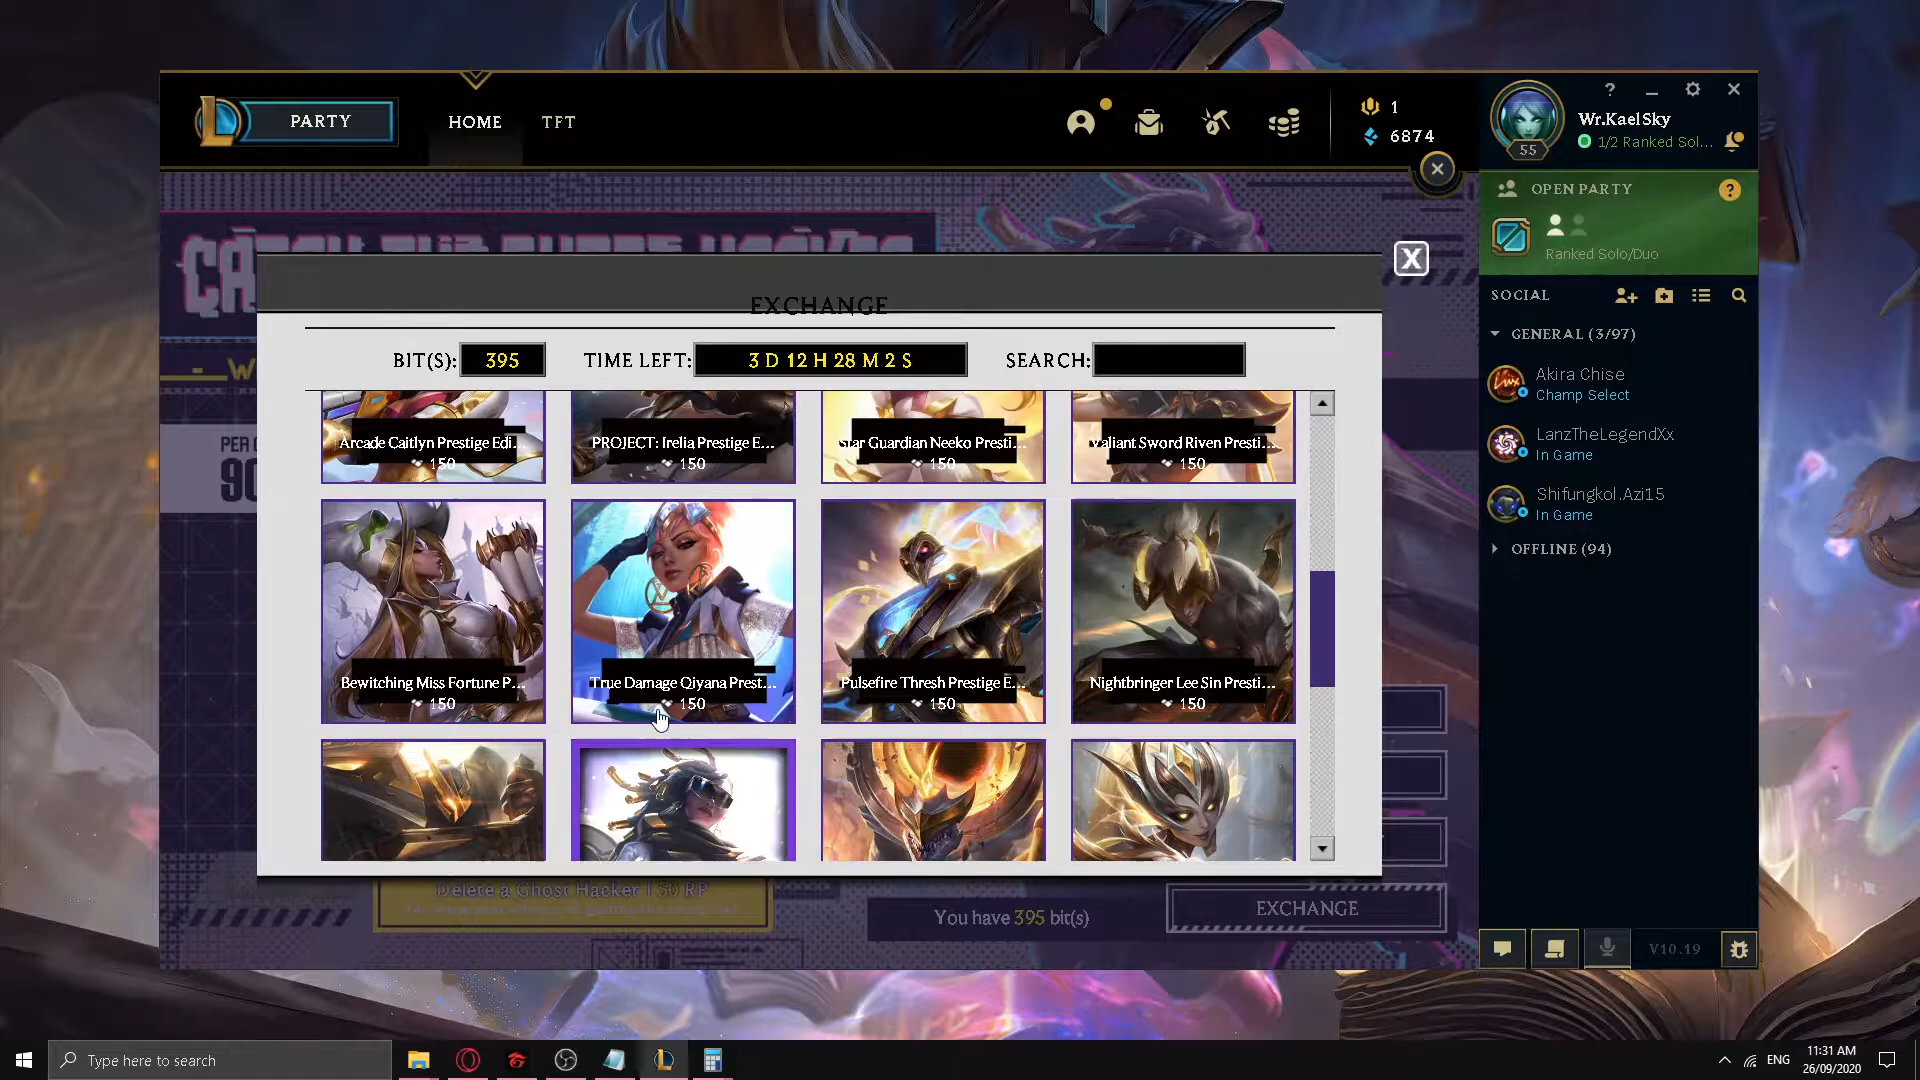 PARTY
HOME
TFT
1
6874
55
?
Wr.KaelSky
1/2 Ranked Sol...
OPEN PARTY
?
Ranked Solo/Duo
SOCIAL
GENERAL (3/97)
Akira Chise
Champ Select
LanzTheLegendXx
In Game
Shifungkol.Azi15
In Game
OFFLINE (94)
V10.19
X
EXCHANGE
BIT(S): 395
TIME LEFT: 3 D 12 H 28 M 2 S
SEARCH:
Arcade Caitlyn Prestige Edi...
150
PROJECT: Irelia Prestige E...
150
Star Guardian Neeko Presti...
150
Valiant Sword Riven Presti...
150
Bewitching Miss Fortune P...
150
True Damage Qiyana Prest...
150
Pulsefire Thresh Prestige E...
150
Nightbringer Lee Sin Presti...
150
Delete a Ghost Hacker | 50 RP
You have 395 bit(s)
EXCHANGE
Type here to search
ENG
11:31 AM
26/09/2020